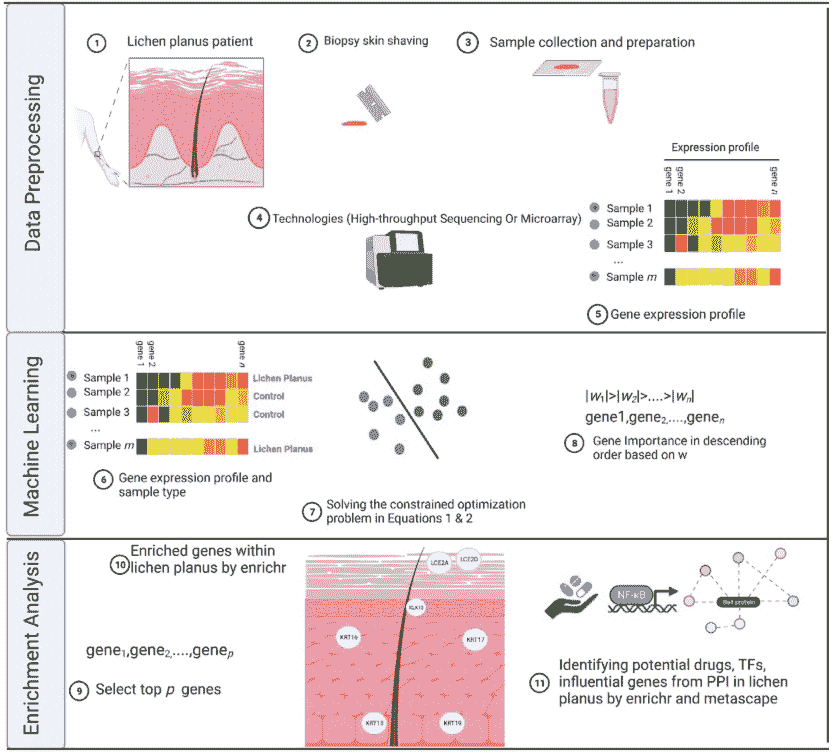 Data Preprocessing
1 Lichen planus patient
2 Biopsy skin shaving
3 Sample collection and preparation
4 Technologies (High-throughput Sequencing Or Microarray)
Expression profile
gene 1
gene 2
gene n
Sample 1
Sample 2
Sample 3
...
Sample m
5 Gene expression profile
Machine Learning
gene 1
gene 2
gene n
Sample 1 Lichen Planus
Sample 2 Control
Sample 3 Control
...
Sample m Lichen Planus
6 Gene expression profile and
sample type
7 Solving the constrained optimization
problem in Equations 1 & 2
|w1|>|w2|>....>|wn|
gene1,gene2,....,genen
8 Gene Importance in descending
order based on w
Enrichment Analysis
gene1,gene2,....,genep
9 Select top p genes
10 Enriched genes within
lichen planus by enrichr
LCE2A
LCE2D
KRT16
KRT17
KRT19
NF-κB
11 Identifying potential drugs, TFs,
influential genes from PPI in lichen
planus by enrichr and metascape